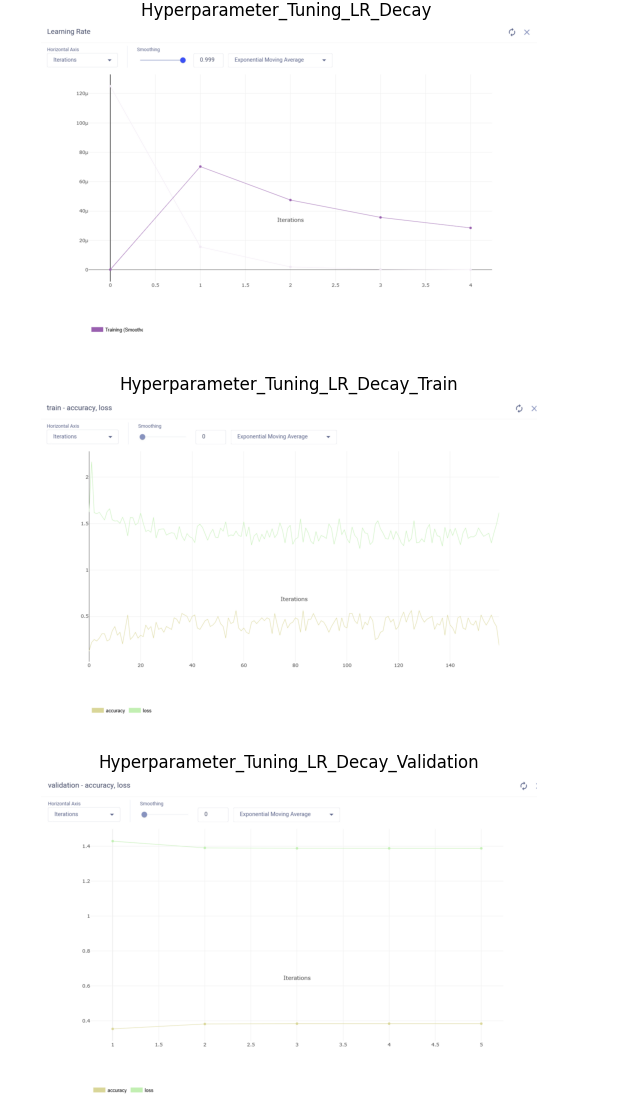 Hyperparameter_Tuning_LR_Decay
Learning Rate
Horizontal Axis Smoothing
Iterations 0.999 Exponential Moving Average
120μ
100μ
80μ
60μ
40μ
20μ
0
Iterations
0 0.5 1 1.5 2 2.5 3 3.5 4
Training (Smooth
Hyperparameter_Tuning_LR_Decay_Train
train - accuracy, loss
Horizontal Axis Smoothing
Iterations 0 Exponential Moving Average
2
1.5
1
0.5
Iterations
0 20 40 60 80 100 120 140
accuracy loss
Hyperparameter_Tuning_LR_Decay_Validation
validation - accuracy, loss
Horizontal Axis Smoothing
Iterations 0 Exponential Moving Average
1.4
1.2
1
0.8
0.6
0.4
Iterations
1 1.5 2 2.5 3 3.5 4 4.5 5
accuracy loss